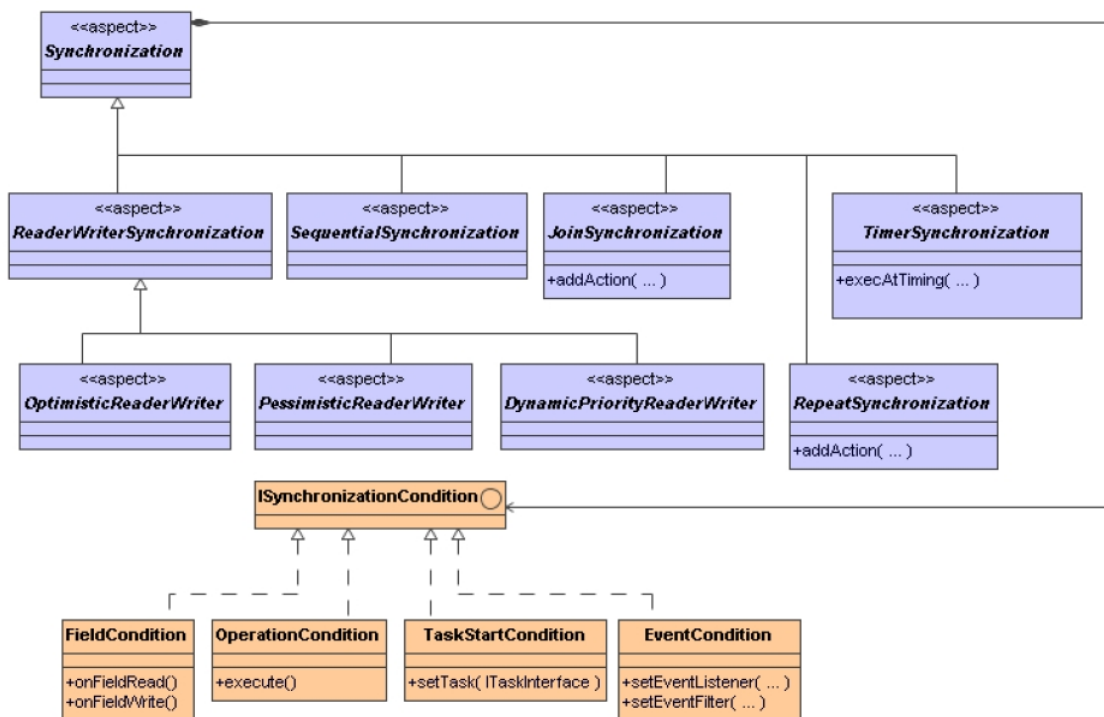 <<aspect>>
Synchronization
<<aspect>>
ReaderWriterSynchronization
<<aspect>>
SequentialSynchronization
<<aspect>>
JoinSynchronization
+addAction( ... )
<<aspect>>
TimerSynchronization
+execAtTiming( ... )
<<aspect>>
OptimisticReaderWriter
<<aspect>>
PessimisticReaderWriter
<<aspect>>
DynamicPriorityReaderWriter
<<aspect>>
RepeatSynchronization
+addAction( ... )
ISynchronizationCondition
FieldCondition
+onFieldRead()
+onFieldWrite()
OperationCondition
+execute()
TaskStartCondition
+setTask( ITaskInterface )
EventCondition
+setEventListener( ... )
+setEventFilter( ... )